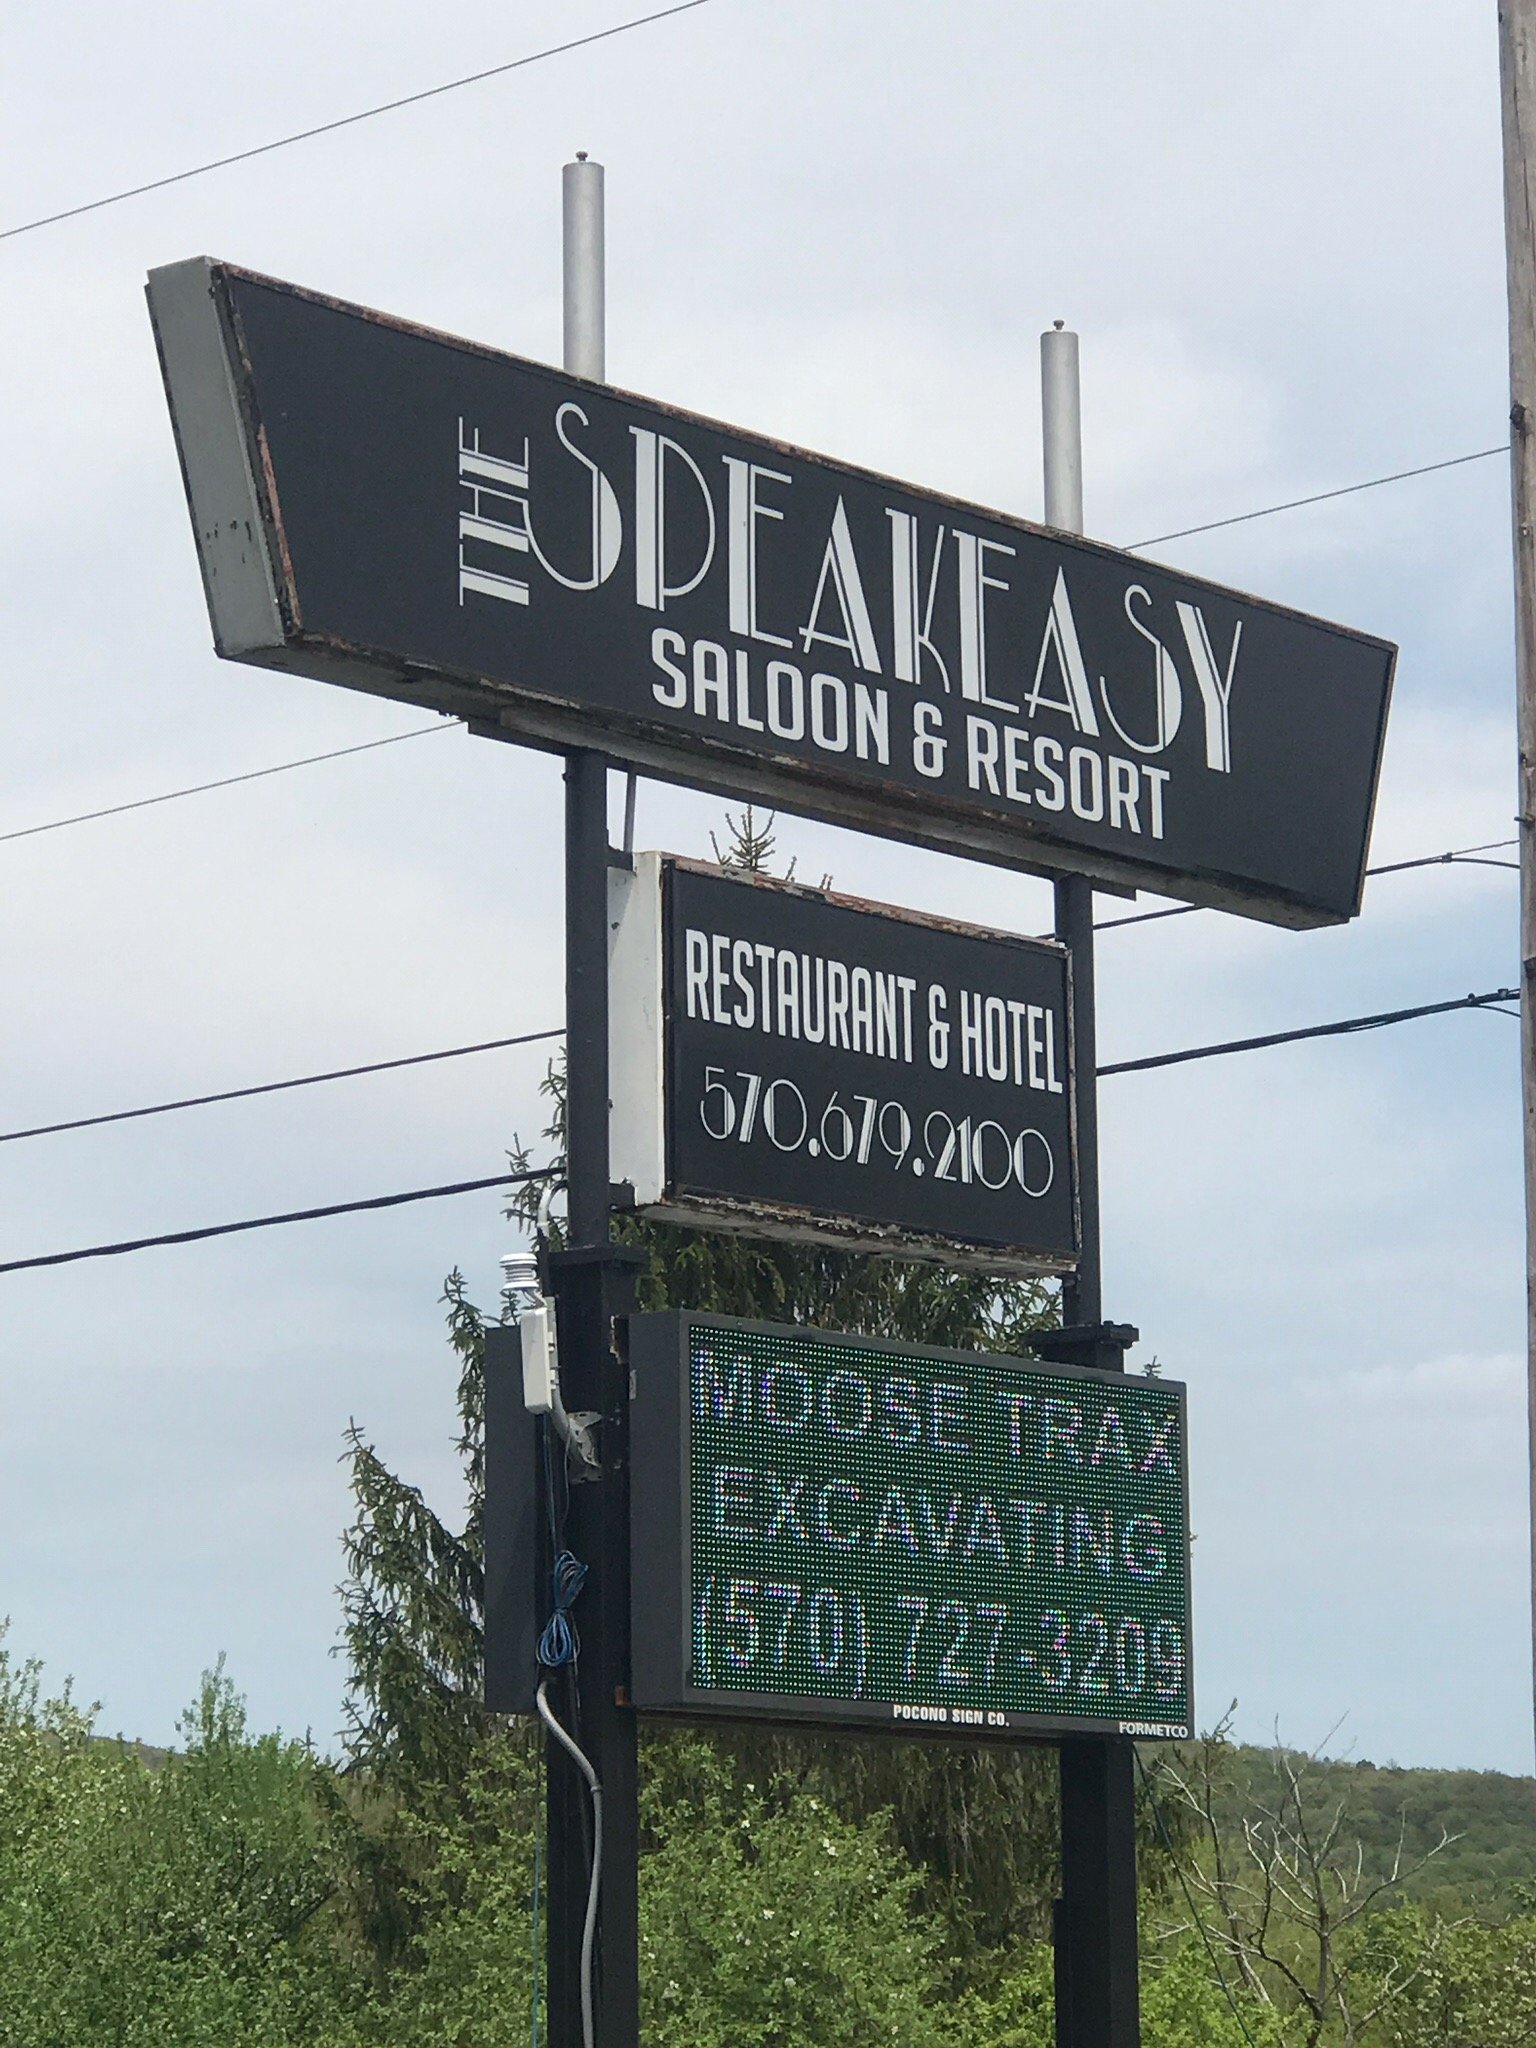 THE SPEAKEASY
SALOON & RESORT
RESTAURANT & HOTEL
570.679.2100
MOOSE TRAX
EXCAVATING
(570) 727-3209
POCONO SIGN CO.
FORMETCO